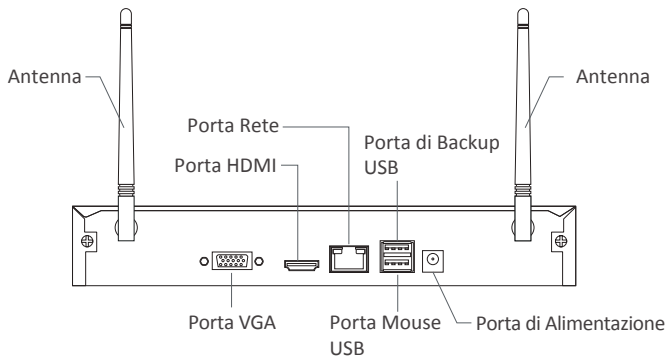 Antenna
Antenna
Porta Rete
Porta di Backup
USB
Porta HDMI
Porta VGA
Porta Mouse
USB
Porta di Alimentazione